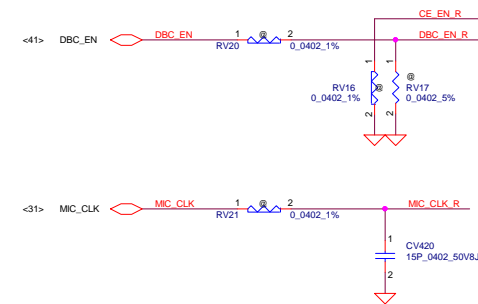 CE_EN_R
<41> DBC_EN DBC_EN 1 @ 2 DBC_EN_R
RV20 0_0402_1%
1 1 @
RV16 @ RV17
0_0402_1% 0_0402_5%
2 2
<31> MIC_CLK MIC_CLK 1 @ 2 MIC_CLK_R
RV21 0_0402_1%
1 CV420
15P_0402_50V8J
2